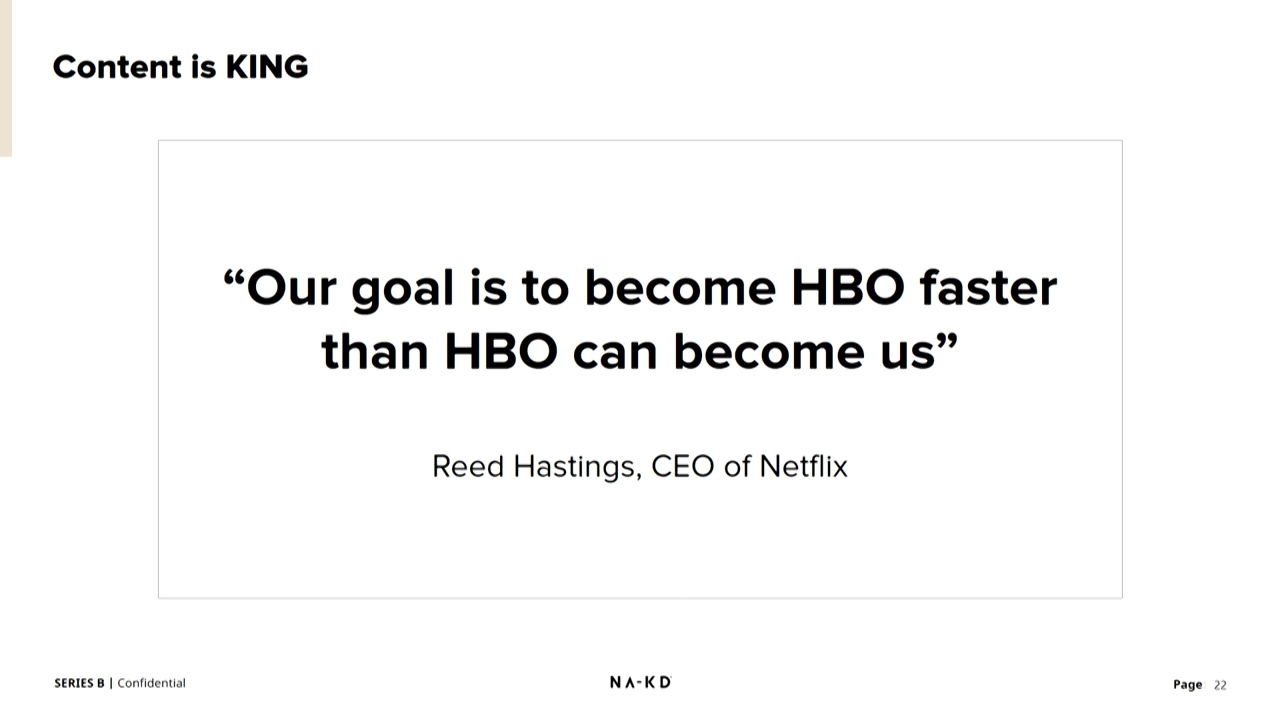 Content is KING
“Our goal is to become HBO faster
than HBO can become us”
Reed Hastings, CEO of Netflix
SERIES B | Confidential
NA-KD
Page 22